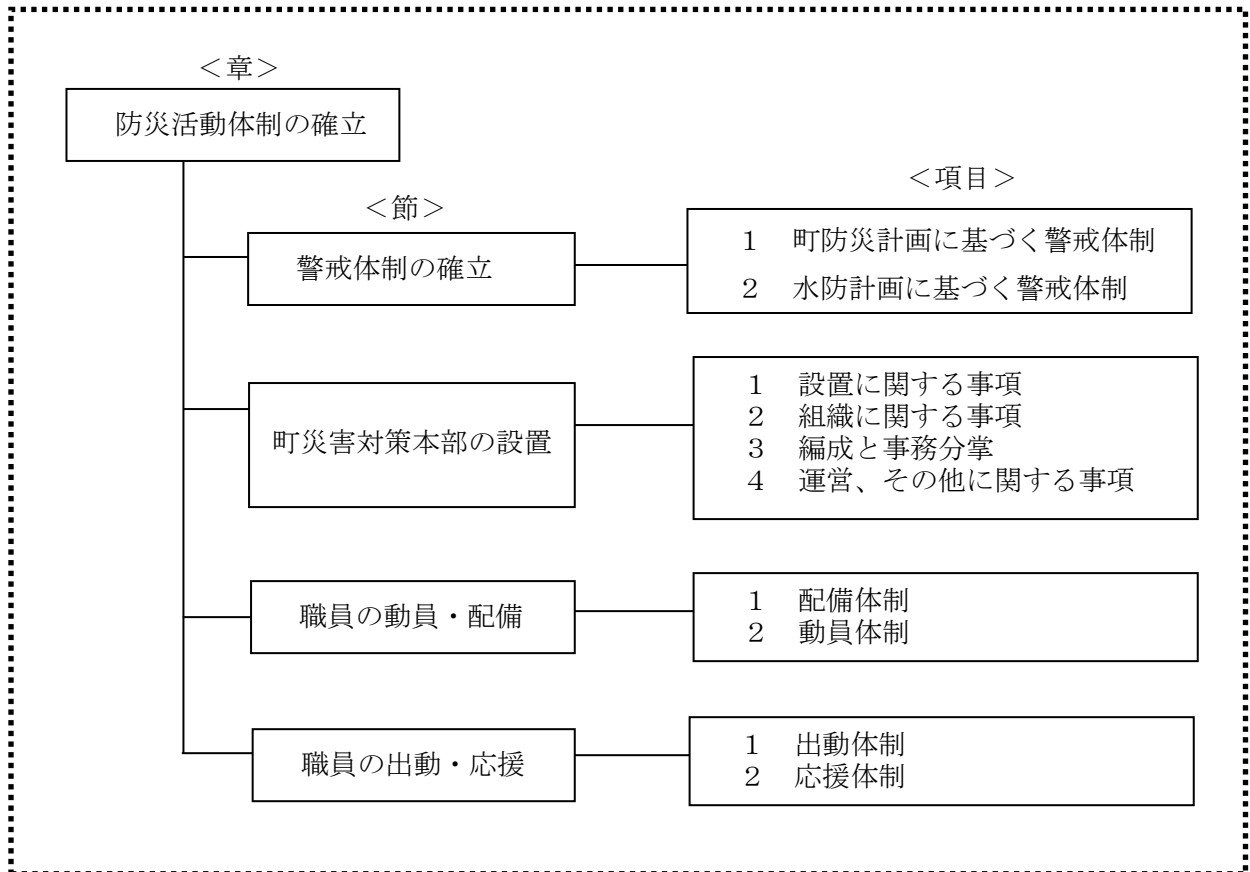 ＜章＞
防災活動体制の確立
＜項目＞
＜節＞
警戒体制の確立
１　町防災計画に基づく警戒体制
２　水防計画に基づく警戒体制
町災害対策本部の設置
１　設置に関する事項
２　組織に関する事項
３　編成と事務分掌
４　運営、その他に関する事項
職員の動員・配備
１　配備体制
２　動員体制
職員の出動・応援
１　出動体制
２　応援体制